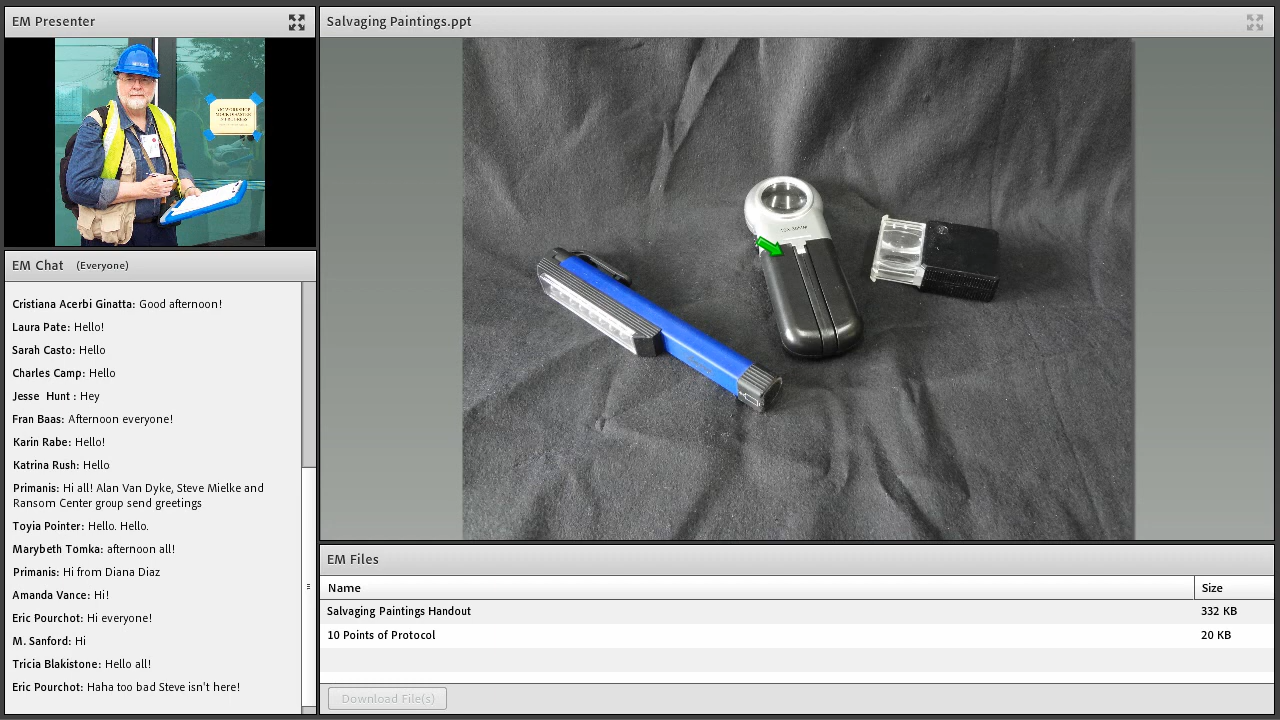 EM Presenter
Salvaging Paintings.ppt
EM Chat (Everyone)
Cristiana Acerbi Ginatta: Good afternoon!
Laura Pate: Hello!
Sarah Casto: Hello
Charles Camp: Hello
Jesse Hunt : Hey
Fran Baas: Afternoon everyone!
Karin Rabe: Hello!
Katrina Rush: Hello
Primanis: Hi all! Alan Van Dyke, Steve Mielke and
Ransom Center group send greetings
Toyia Pointer: Hello. Hello.
Marybeth Tomka: afternoon all!
Primanis: Hi from Diana Diaz
Amanda Vance: Hi!
Eric Pourchot: Hi everyone!
M. Sanford: Hi
Tricia Blakistone: Hello all!
Eric Pourchot: Haha too bad Steve isn't here!
EM Files
Name Size
Salvaging Paintings Handout 332 KB
10 Points of Protocol 20 KB
Download File(s)